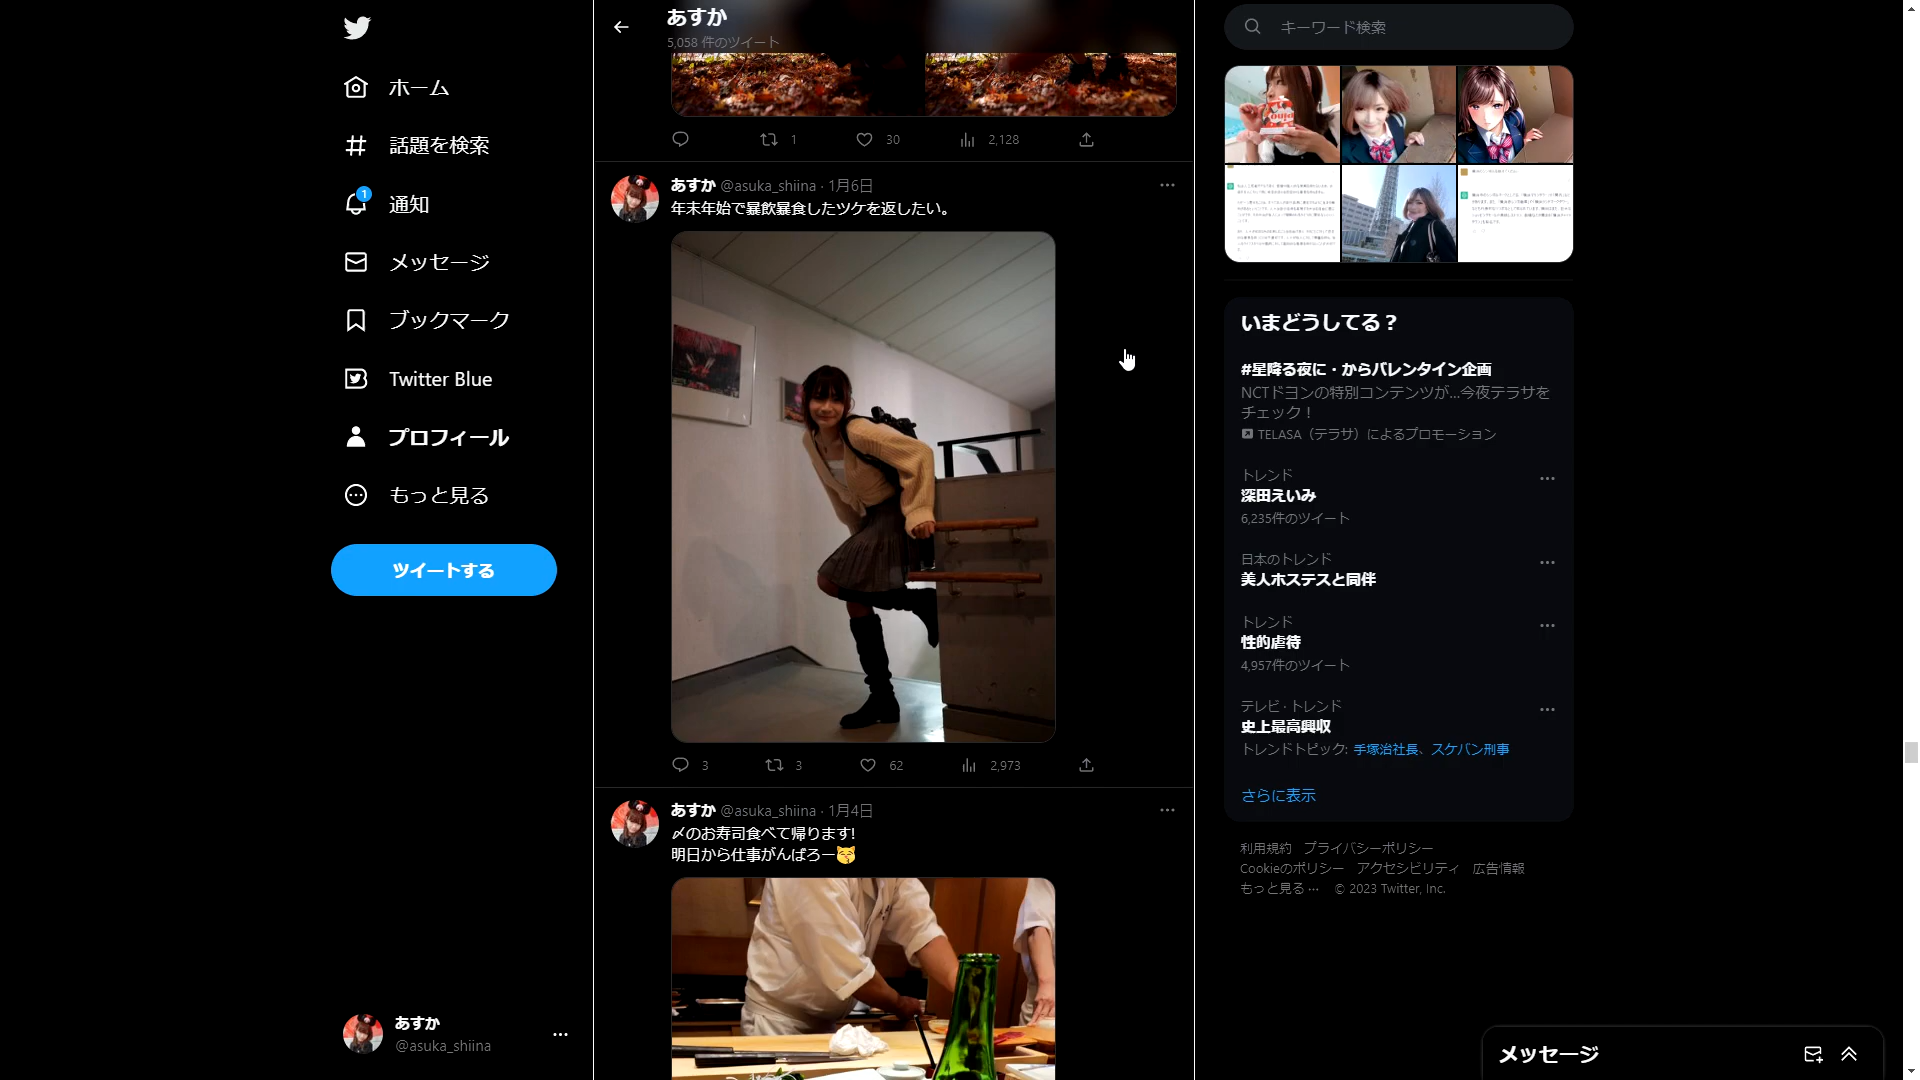 ホーム
話題を検索
1
通知
メッセージ
ブックマーク
Twitter Blue
プロフィール
もっと見る
ツイートする
あすか
@asuka_shiina
あすか
5,058 件のツイート
1
30
2,128
あすか @asuka_shiina · 1月6日
年末年始で暴飲暴食したツケを返したい。
3
3
62
2,973
あすか @asuka_shiina · 1月4日
〆のお寿司食べて帰ります!
明日から仕事がんばろー😽
キーワード検索
いまどうしてる？
#星降る夜に・からバレンタイン企画
NCTドヨンの特別コンテンツが...今夜テラサを
チェック！
TELASA（テラサ）によるプロモーション
トレンド
深田えいみ
6,235件のツイート
日本のトレンド
美人ホステスと同伴
トレンド
性的虐待
4,957件のツイート
テレビ · トレンド
史上最高興収
トレンドトピック: 手塚治社長、スケバン刑事
さらに表示
利用規約 プライバシーポリシー
Cookieのポリシー アクセシビリティ 広告情報
もっと見る ··· © 2023 Twitter, Inc.
メッセージ